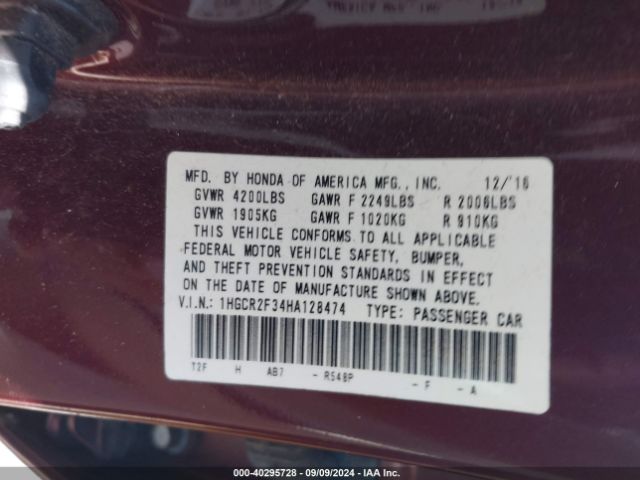 MFD. BY HONDA OF AMERICA MFG., INC. 12/'16
GVWR 4200LBS GAWR F 2249LBS R 2006LBS
GVWR 1905KG GAWR F 1020KG R 910KG
THIS VEHICLE CONFORMS TO ALL APPLICABLE
FEDERAL MOTOR VEHICLE SAFETY, BUMPER,
AND THEFT PREVENTION STANDARDS IN EFFECT
ON THE DATE OF MANUFACTURE SHOWN ABOVE.
V.I.N.: 1HGCR2F34HA128474 TYPE: PASSENGER CAR
T2F H AB7 - R548P - F - A
000-40295728 - 09/09/2024 - IAA Inc.